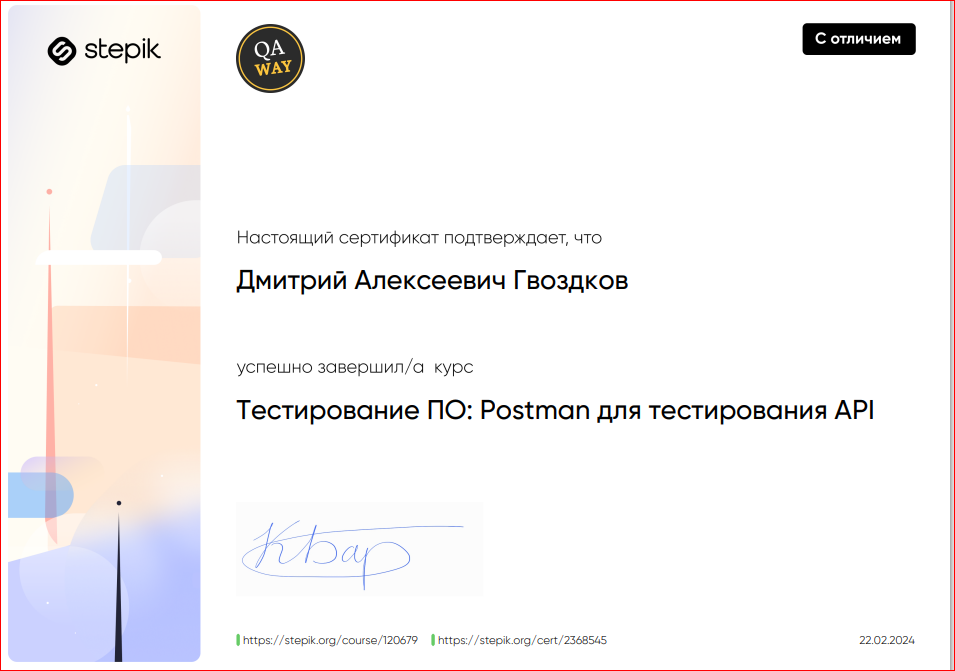 stepik
QA
WAY
С отличием
Настоящий сертификат подтверждает, что
Дмитрий Алексеевич Гвоздков
успешно завершил/а курс
Тестирование ПО: Postman для тестирования API
https://stepik.org/course/120679 https://stepik.org/cert/2368545 22.02.2024